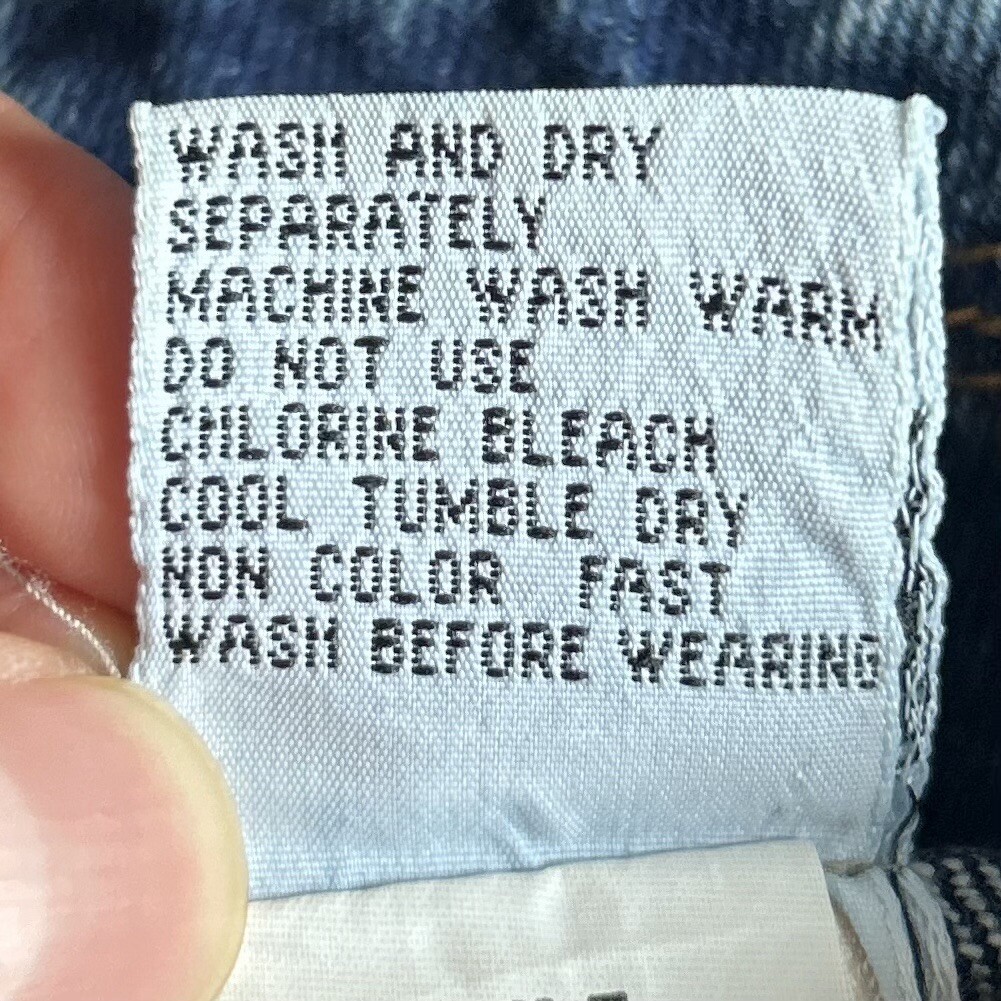 WASH AND DRY
SEPARATELY
MACHINE WASH WARM
DO NOT USE
CHLORINE BLEACH
COOL TUMBLE DRY
NON COLOR FAST
WASH BEFORE WEARING